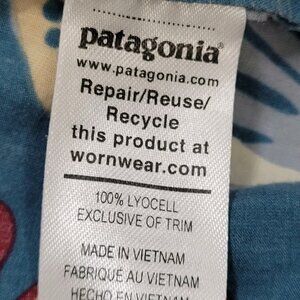 patagonia®
www.patagonia.com
Repair/Reuse/
Recycle
this product at
wornwear.com
100% LYOCELL
EXCLUSIVE OF TRIM
MADE IN VIETNAM
FABRIQUÉ AU VIETNAM
HECHO EN VIETNAM